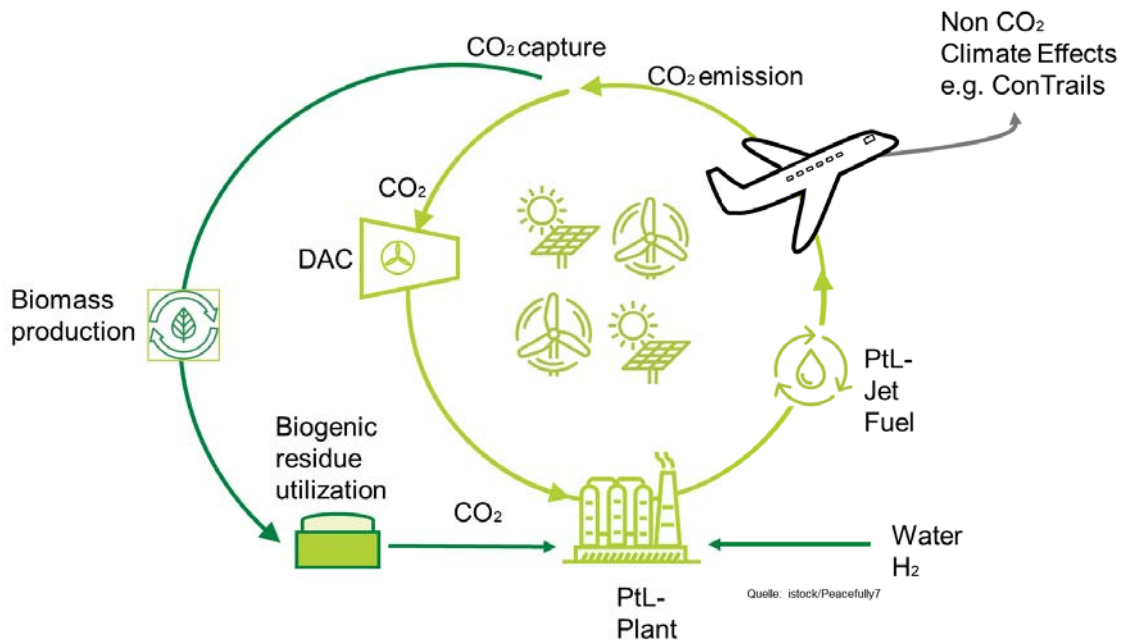 Non CO₂
Climate Effects
e.g. ConTrails
CO₂ capture
CO₂ emission
CO₂
DAC
Biomass
production
PtL-
Jet
Fuel
Biogenic
residue
utilization
CO₂
Water
H₂
Quelle: istock/Peacefully7
PtL-
Plant